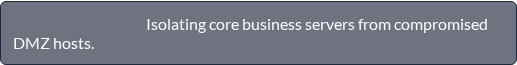 Isolating core business servers from compromised
DMZ hosts.